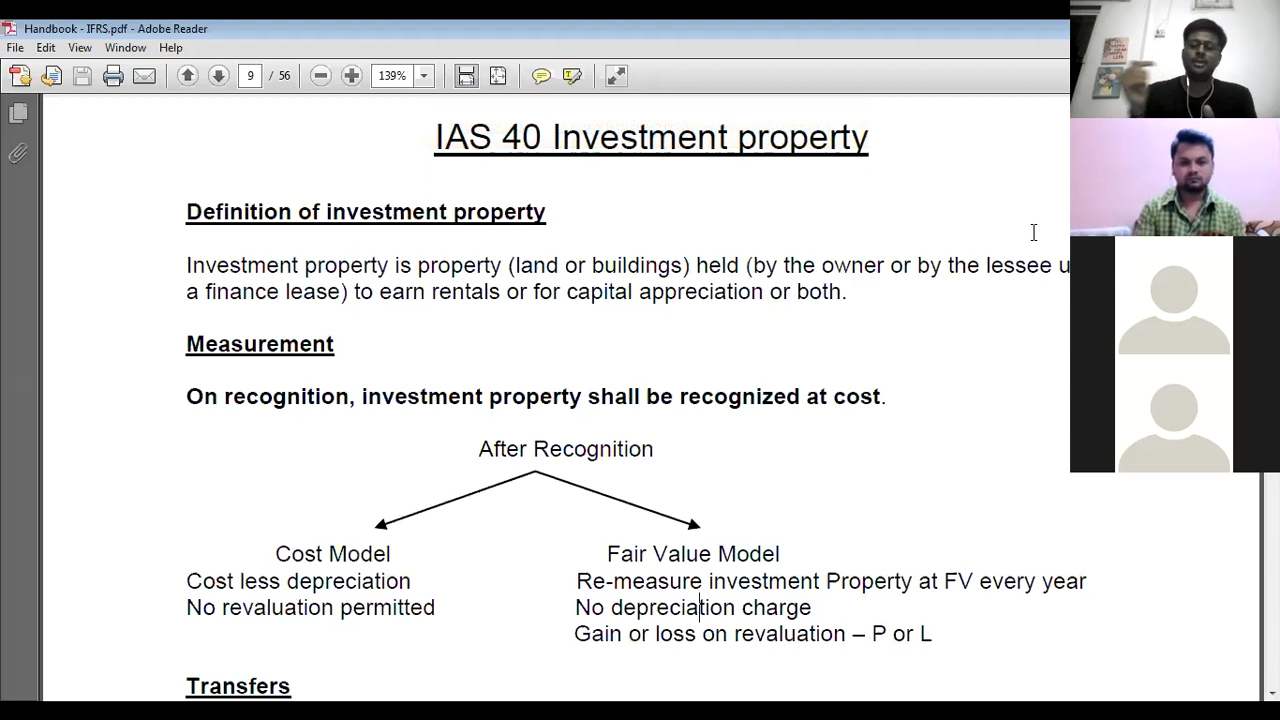 Handbook - IFRS.pdf - Adobe Reader
File Edit View Window Help
9 / 56 139%
IAS 40 Investment property
Definition of investment property
Investment property is property (land or buildings) held (by the owner or by the lessee u
a finance lease) to earn rentals or for capital appreciation or both.
Measurement
On recognition, investment property shall be recognized at cost.
After Recognition
Cost Model Fair Value Model
Cost less depreciation Re-measure investment Property at FV every year
No revaluation permitted No depreciation charge
Gain or loss on revaluation – P or L
Transfers